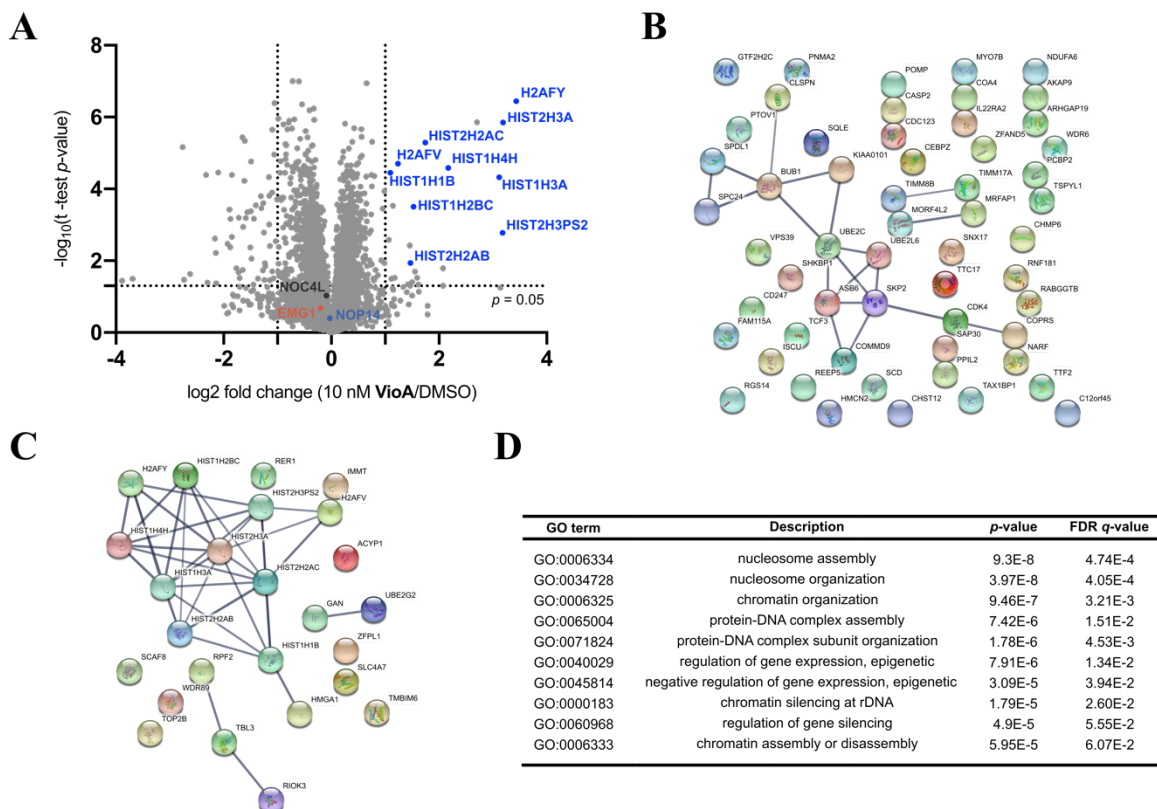 A
8
6
4
2
0
-log10(t -test p-value)
H2AFY
HIST2H3A
HIST2H2AC
H2AFV
HIST1H4H
HIST1H1B
HIST1H3A
HIST1H2BC
HIST2H3PS2
HIST2H2AB
NOC4L
p = 0.05
EMG1
NOP14
-4 -2 0 2 4
log2 fold change (10 nM VioA/DMSO)
B
GTF2H2C
PNMA2
CLSPN
POMP
MYO7B
NDUFA6
CASP2
COA4
AKAP9
PTOV1
CDC123
IL22RA2
ARHGAP19
SQLE
ZFAND5
WDR6
SPDL1
KIAA0101
CEBPZ
PCBP2
BUB1
TIMM17A
TIMM8B
TSPYL1
SPC24
MORF4L2
MRFAP1
CHMP6
UBE2C
UBE2L6
VPS39
SHKBP1
SNX17
RNF181
TTC17
CD247
ASB6
SKP2
RABGGTB
CDK4
FAM115A
TCF3
SAP30
COPRS
ISCU
COMMD9
PPIL2
NARF
RGS14
REEP5
SCD
TAX1BP1
TTF2
HMCN2
CHST12
C12orf45
C
H2AFY
HIST1H2BC
RER1
IMMT
HIST2H3PS2
H2AFV
HIST1H4H
HIST2H3A
ACYP1
HIST1H3A
HIST2H2AC
GAN
UBE2G2
HIST2H2AB
ZFPL1
HIST1H1B
SCAF8
RPF2
SLC4A7
WDR89
HMGA1
TMBIM6
TOP2B
TBL3
RIOK3
D
GO term Description p-value FDR q-value
GO:0006334 nucleosome assembly 9.3E-8 4.74E-4
GO:0034728 nucleosome organization 3.97E-8 4.05E-4
GO:0006325 chromatin organization 9.46E-7 3.21E-3
GO:0065004 protein-DNA complex assembly 7.42E-6 1.51E-2
GO:0071824 protein-DNA complex subunit organization 1.78E-6 4.53E-3
GO:0040029 regulation of gene expression, epigenetic 7.91E-6 1.34E-2
GO:0045814 negative regulation of gene expression, epigenetic 3.09E-5 3.94E-2
GO:0000183 chromatin silencing at rDNA 1.79E-5 2.60E-2
GO:0060968 regulation of gene silencing 4.9E-5 5.55E-2
GO:0006333 chromatin assembly or disassembly 5.95E-5 6.07E-2